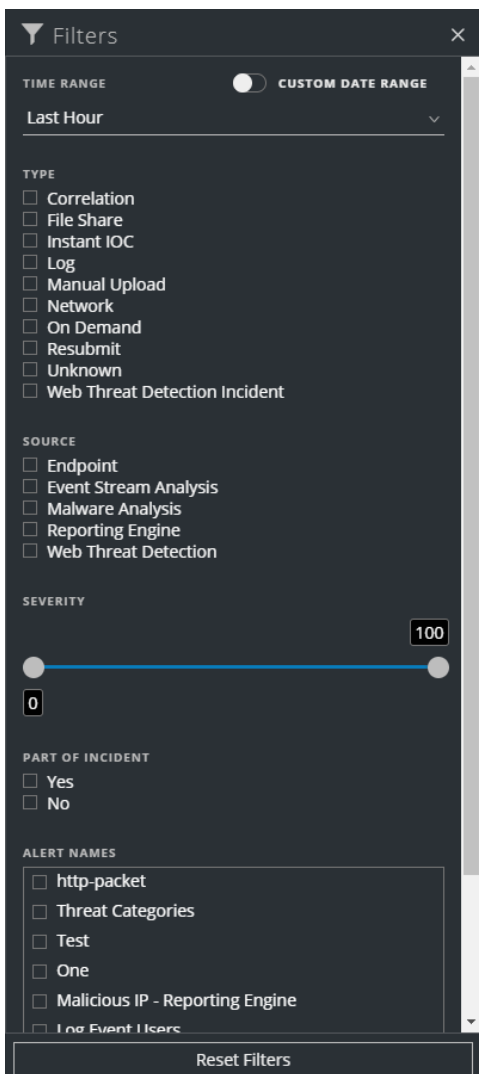 Filters
TIME RANGE CUSTOM DATE RANGE
Last Hour
TYPE
Correlation
File Share
Instant IOC
Log
Manual Upload
Network
On Demand
Resubmit
Unknown
Web Threat Detection Incident
SOURCE
Endpoint
Event Stream Analysis
Malware Analysis
Reporting Engine
Web Threat Detection
SEVERITY
100
0
PART OF INCIDENT
Yes
No
ALERT NAMES
http-packet
Threat Categories
Test
One
Malicious IP - Reporting Engine
Log Event Users
Reset Filters